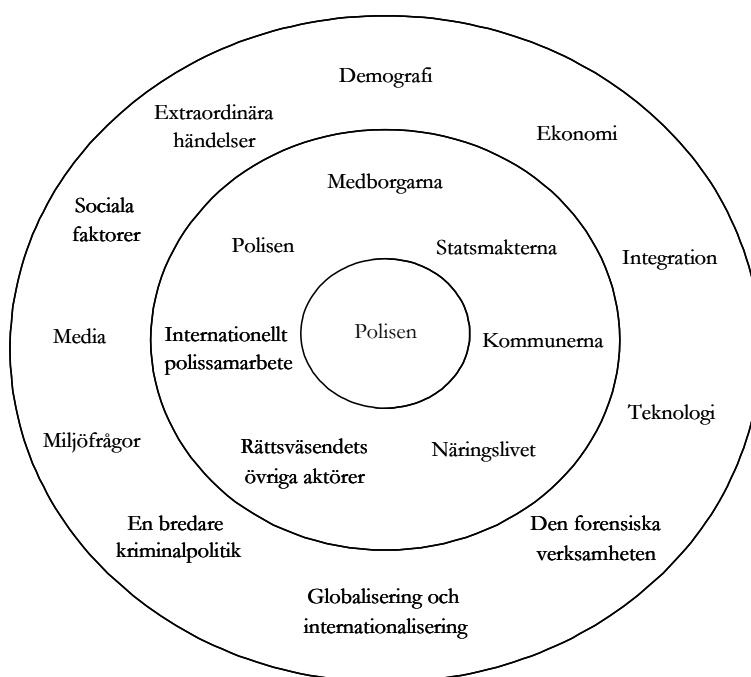 Demografi
Extraordinära
händelser
Ekonomi
Medborgarna
Sociala
faktorer
Polisen
Statsmakterna
Integration
Media
Internationellt
polissamarbete
Polisen
Kommunerna
Teknologi
Miljöfrågor
Rättsväsendets
övriga aktörer
Näringslivet
En bredare
kriminalpolitik
Den forensiska
verksamheten
Globalisering och
internationalisering